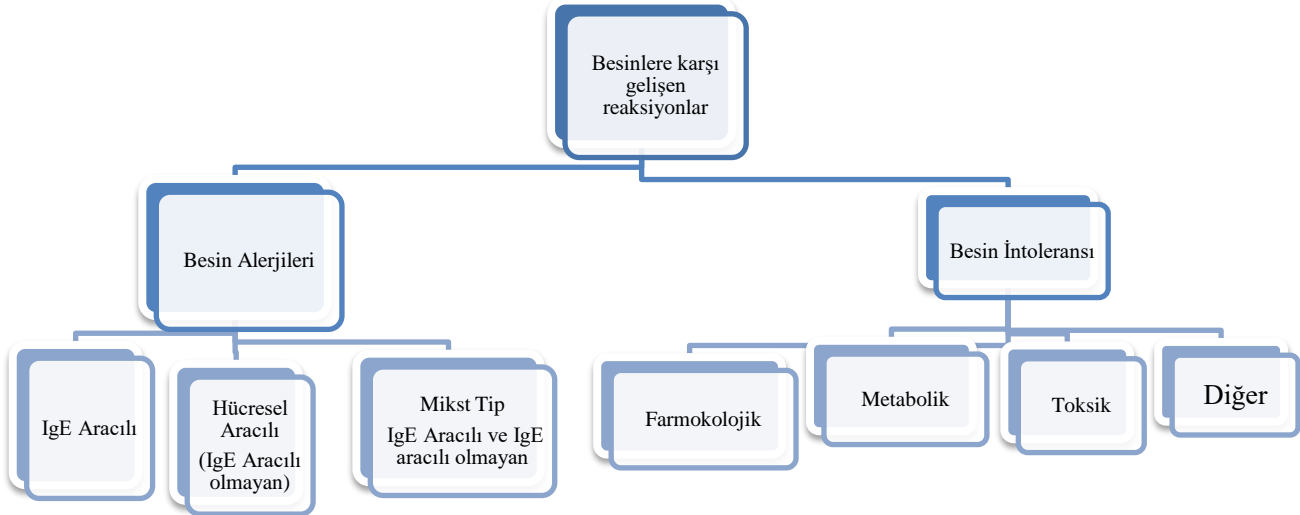 Besinlere karşı
gelişen
reaksiyonlar
Besin Alerjileri
Besin İntoleransı
IgE Aracılı
Hücresel
Aracılı
(IgE Aracılı
olmayan)
Mikst Tip
IgE Aracılı ve IgE
aracılı olmayan
Farmokolojik
Metabolik
Toksik
Diğer